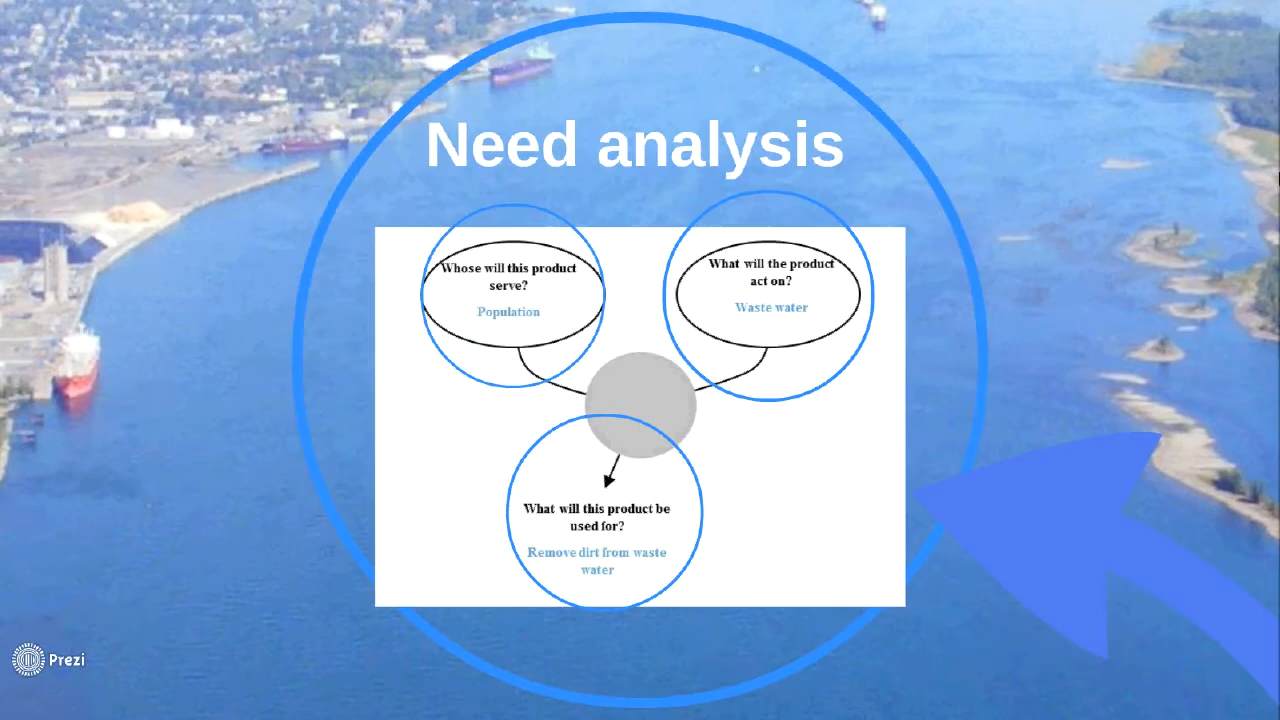 Need analysis
Whose will this product
serve?
Population
What will the product
act on?
Waste water
What will this product be
used for?
Remove dirt from waste
water
Prezi